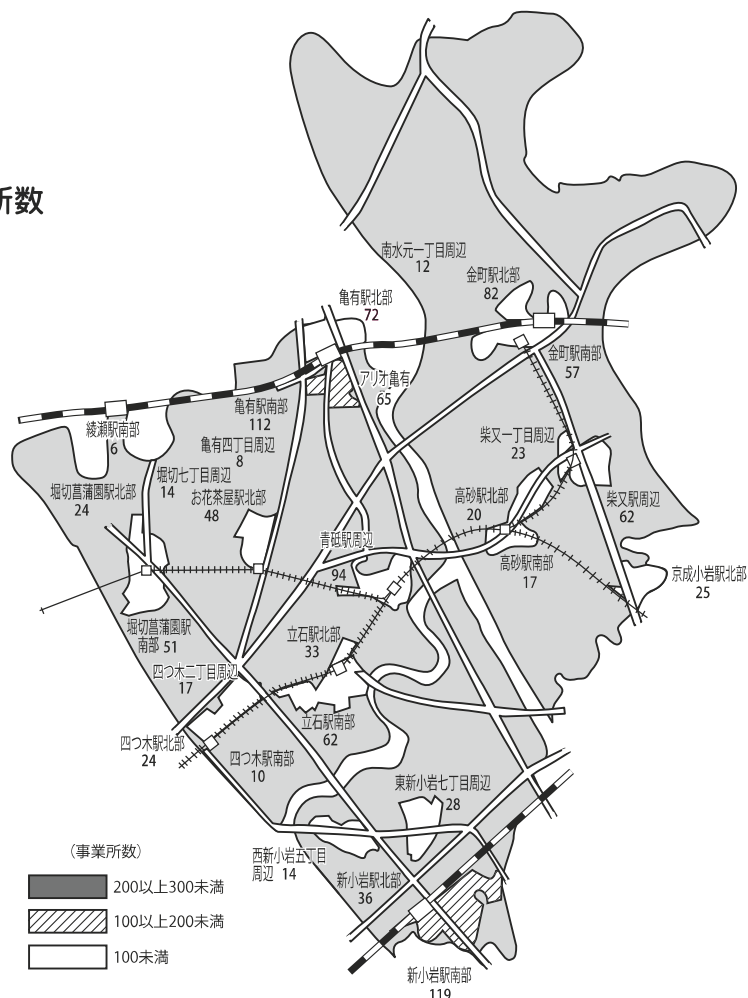 所数
南水元一丁目周辺
12
金町駅北部
82
亀有駅北部
72
金町駅南部
57
アリオ亀有
65
亀有駅南部
112
綾瀬駅南部
6
亀有四丁目周辺
8
柴又一丁目周辺
23
堀切七丁目周辺
14
堀切菖蒲園駅北部
24
お花茶屋駅北部
48
高砂駅北部
20
柴又駅周辺
62
青砥駅周辺
94
高砂駅南部
17
京成小岩駅北部
25
堀切菖蒲園駅
南部 51
立石駅北部
33
四つ木二丁目周辺
17
立石駅南部
62
四つ木駅北部
24
四つ木駅南部
10
東新小岩七丁目周辺
28
西新小岩五丁目
周辺 14
新小岩駅北部
36
新小岩駅南部
119
（事業所数）
200以上300未満
100以上200未満
100未満